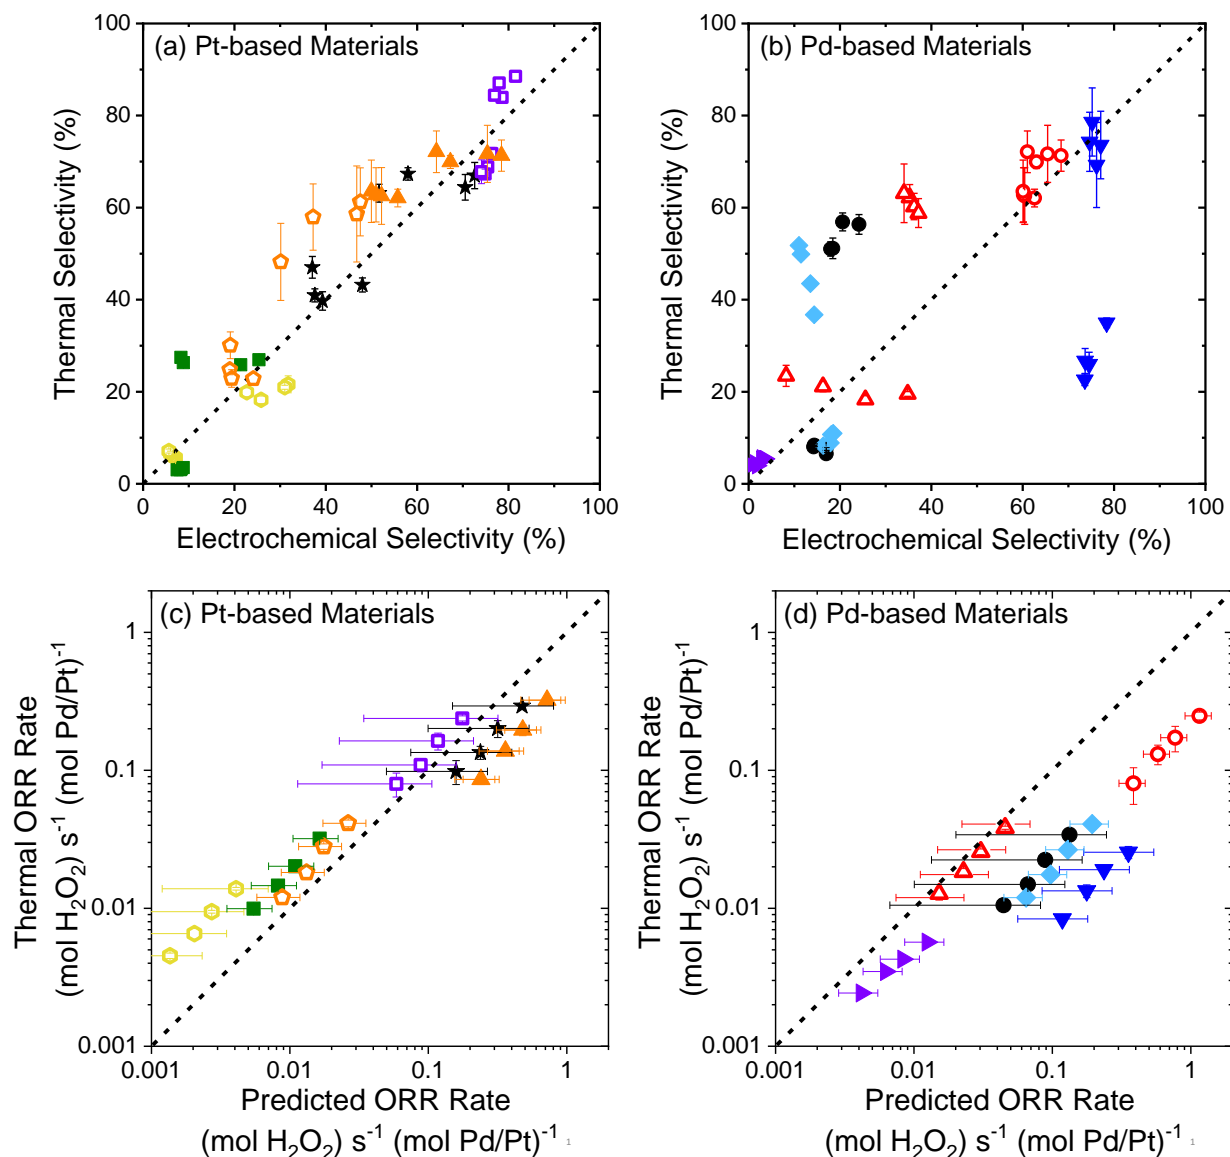 (a) Pt-based Materials
100
80
60
40
20
0
Thermal Selectivity (%)
0 20 40 60 80 100
Electrochemical Selectivity (%)
(b) Pd-based Materials
100
80
60
40
20
0
Thermal Selectivity (%)
0 20 40 60 80 100
Electrochemical Selectivity (%)
(c) Pt-based Materials
1
0.1
0.01
0.001
Thermal ORR Rate
(mol H₂O₂) s⁻¹ (mol Pd/Pt)⁻¹
0.001 0.01 0.1 1
Predicted ORR Rate
(mol H₂O₂) s⁻¹ (mol Pd/Pt)⁻¹ 1
(d) Pd-based Materials
1
0.1
0.01
0.001
Thermal ORR Rate
(mol H₂O₂) s⁻¹ (mol Pd/Pt)⁻¹
0.001 0.01 0.1 1
Predicted ORR Rate
(mol H₂O₂) s⁻¹ (mol Pd/Pt)⁻¹ 1